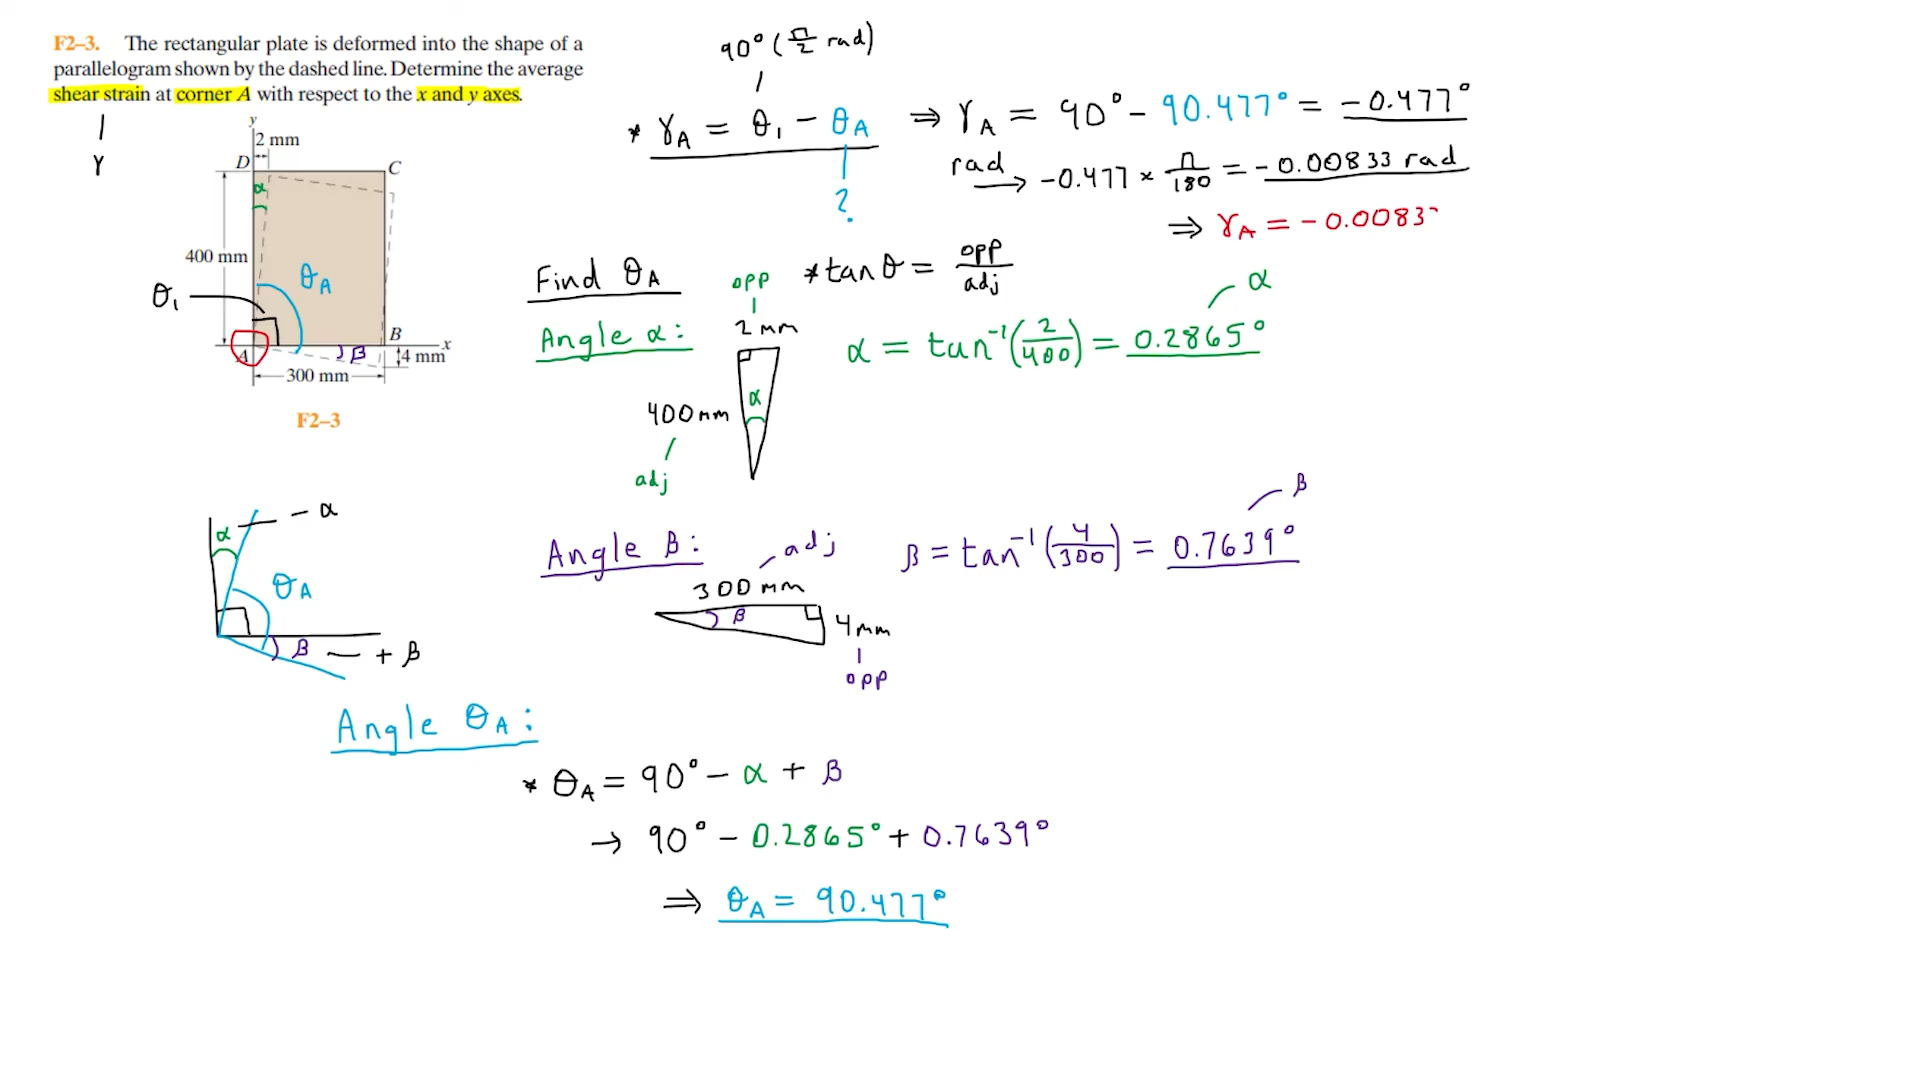 F2–3. The rectangular plate is deformed into the shape of a
parallelogram shown by the dashed line. Determine the average
shear strain at corner A with respect to the x and y axes.
γ
y
2 mm
D
C
α
400 mm
θ₁
θA
A
β
B
x
4 mm
300 mm
F2–3
90° (π/2 rad)
* γA = θ₁ − θA
?
⇒ γA = 90° − 90.477° = −0.477°
rad → −0.477 × π/180 = −0.00833 rad
⇒ γA = −0.0083
Find θA
* tan θ = opp/adj
Angle α:
opp
2 mm
α
400 mm
adj
α = tan⁻¹(2/400) = 0.2865°
α
α
− α
θA
β
+ β
Angle β:
adj
300 mm
β
4 mm
opp
β = tan⁻¹(4/300) = 0.7639°
β
Angle θA:
* θA = 90° − α + β
→ 90° − 0.2865° + 0.7639°
⇒ θA = 90.477°